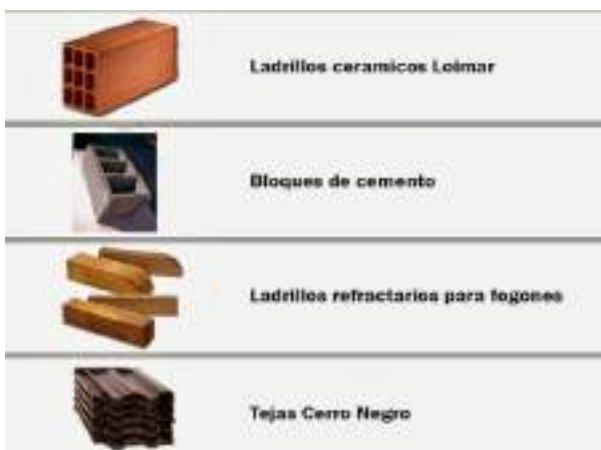 Ladrillos ceramicos Loimar
Bloques de cemento
Ladrillos refractarios para fogones
Tejas Cerro Negro